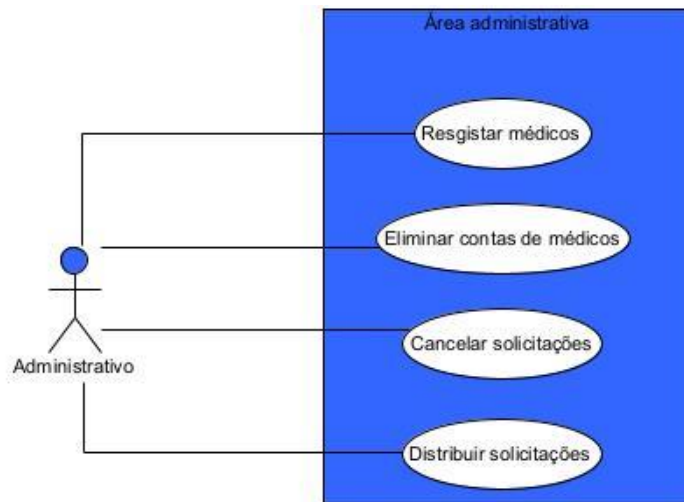 Área administrativa
Resgistar médicos
Eliminar contas de médicos
Cancelar solicitações
Administrativo
Distribuir solicitações